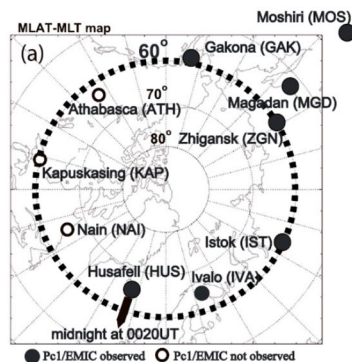 Moshiri (MOS)
MLAT-MLT map
(a)
60°
Gakona (GAK)
70°
Athabasca (ATH)
Magadan (MGD)
80°
Zhigansk (ZGN)
Kapuskasing (KAP)
Nain (NAI)
Istok (IST)
Husafell (HUS)
Ivalo (IVA)
midnight at 0020UT
Pc1/EMIC observed
Pc1/EMIC not observed